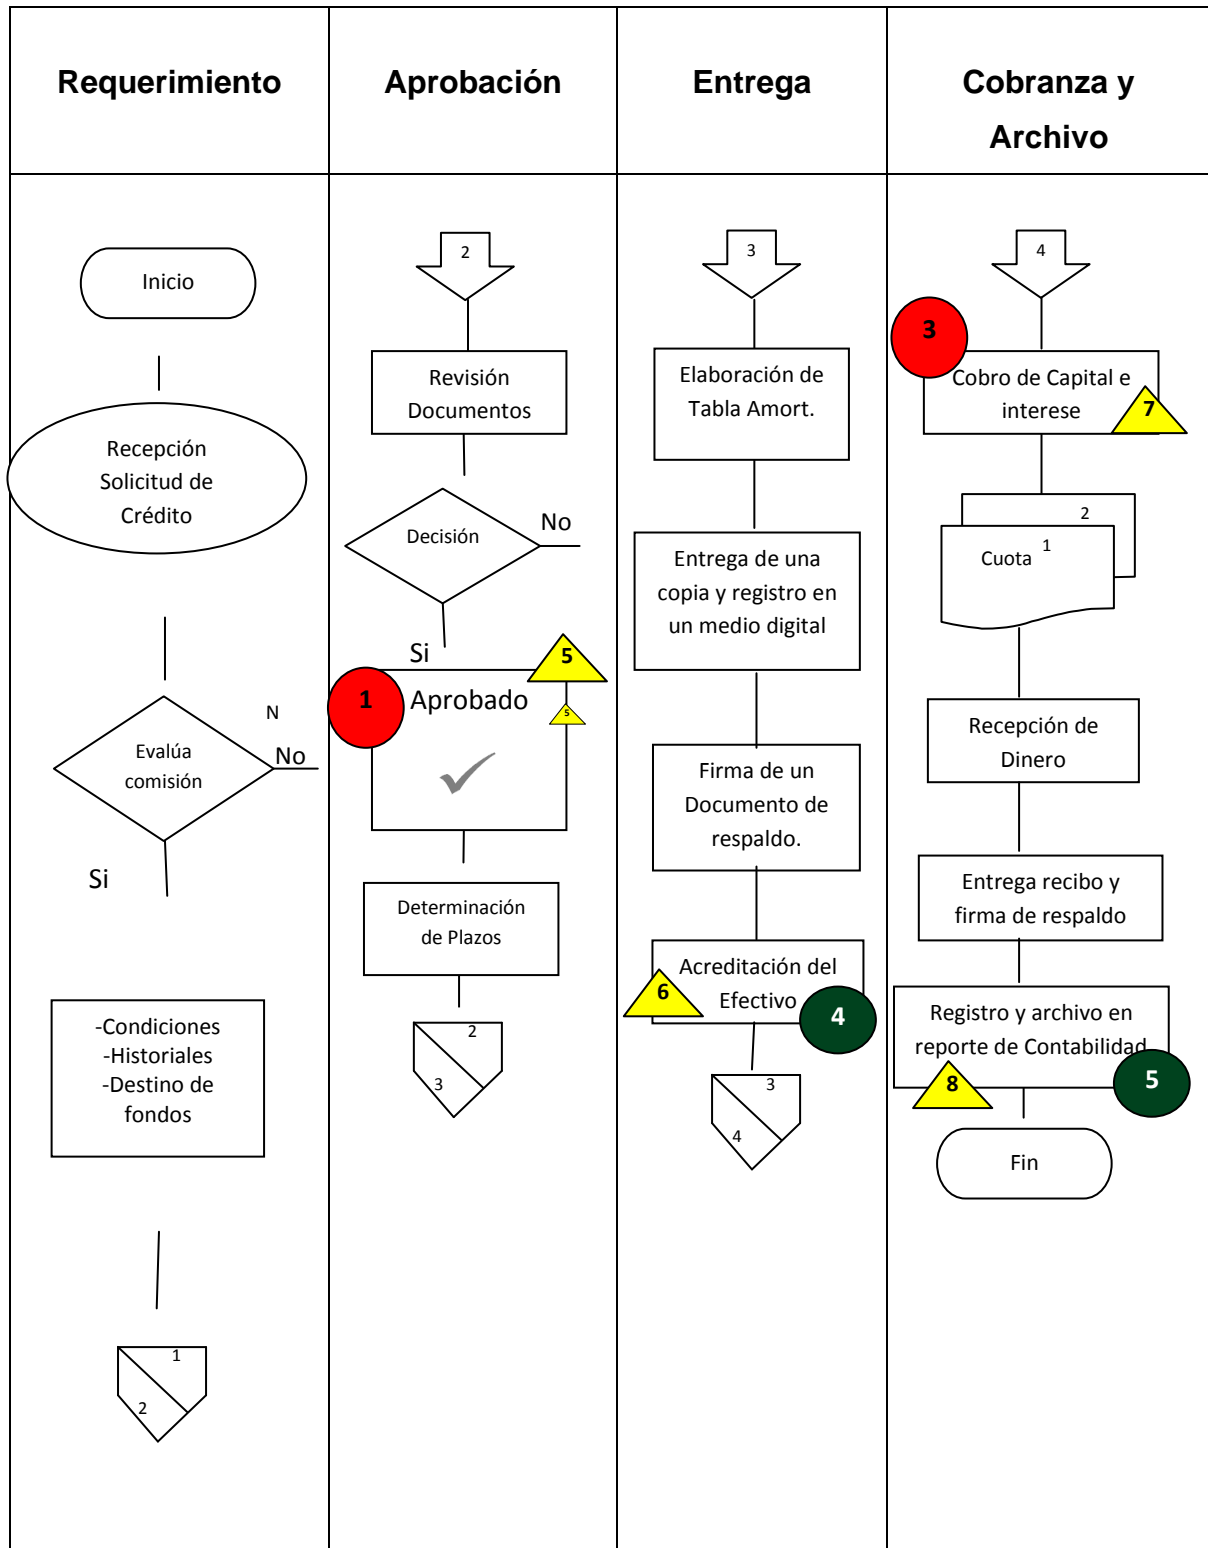 Requerimiento
Aprobación
Entrega
Cobranza y
Archivo
Inicio
Recepción
Solicitud de
Crédito
N
Evalúa
comisión
No
Si
-Condiciones
-Historiales
-Destino de
fondos
1
2
2
Revisión
Documentos
Decisión
No
Si
5
1
Aprobado
5
Determinación
de Plazos
2
3
3
Elaboración de
Tabla Amort.
Entrega de una
copia y registro en
un medio digital
Firma de un
Documento de
respaldo.
Acreditación del
Efectivo
6
4
3
4
4
3
Cobro de Capital e
interese
7
2
Cuota 1
Recepción de
Dinero
Entrega recibo y
firma de respaldo
Registro y archivo en
reporte de Contabilidad
8
5
Fin